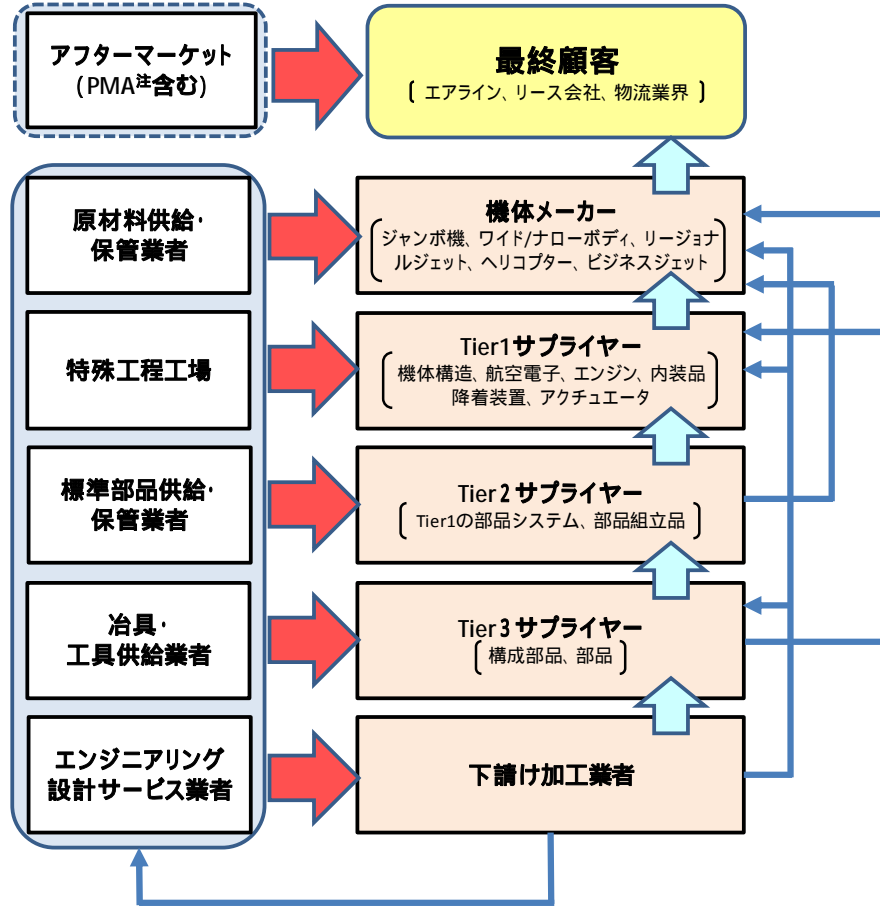 アフターマーケット
(PMA注含む)
最終顧客
〔 エアライン、リース会社、物流業界 〕
原材料供給・
保管業者
機体メーカー
ジャンボ機、ワイド/ナローボディ、リージョナ
ルジェット、ヘリコプター、ビジネスジェット
特殊工程工場
Tier1サプライヤー
機体構造、航空電子、エンジン、内装品
降着装置、アクチュエータ
標準部品供給・
保管業者
Tier2サプライヤー
Tier1の部品システム、部品組立品
冶具・
工具供給業者
Tier3サプライヤー
構成部品、部品
エンジニアリング
設計サービス業者
下請け加工業者